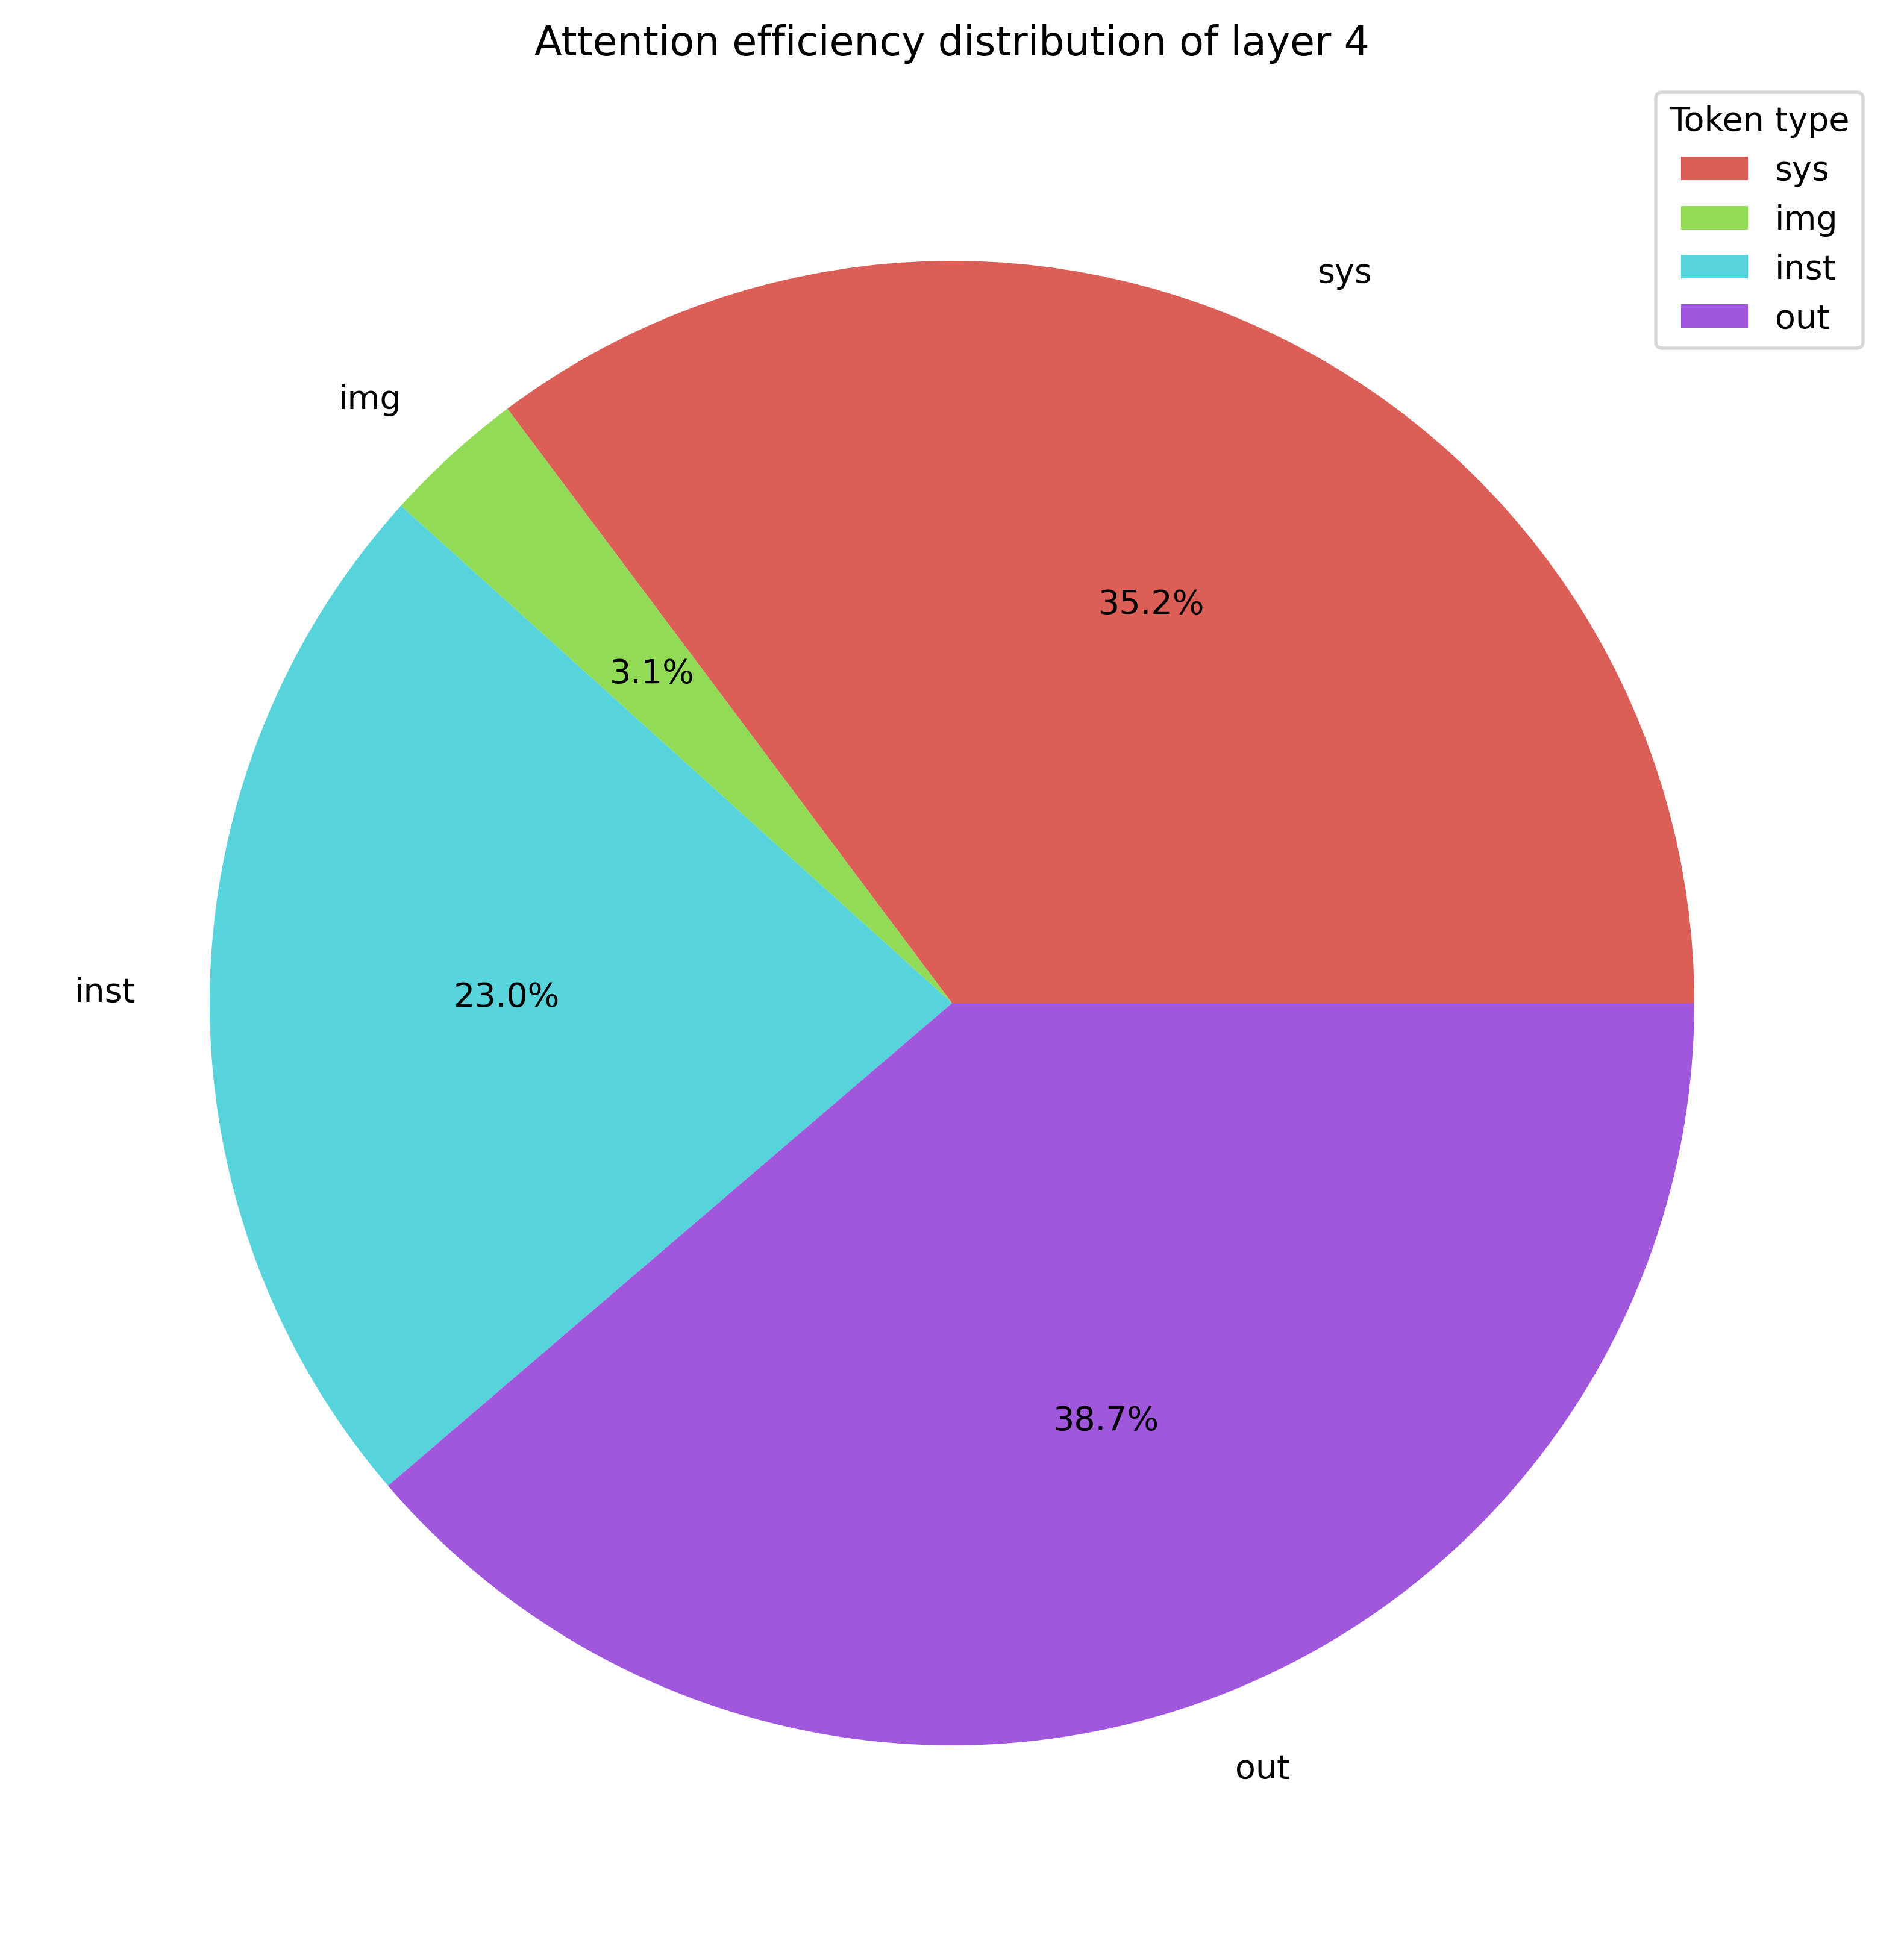 Attention efficiency distribution of layer 4
Token type
sys
img
inst
out
sys
img
35.2%
3.1%
inst
23.0%
38.7%
out